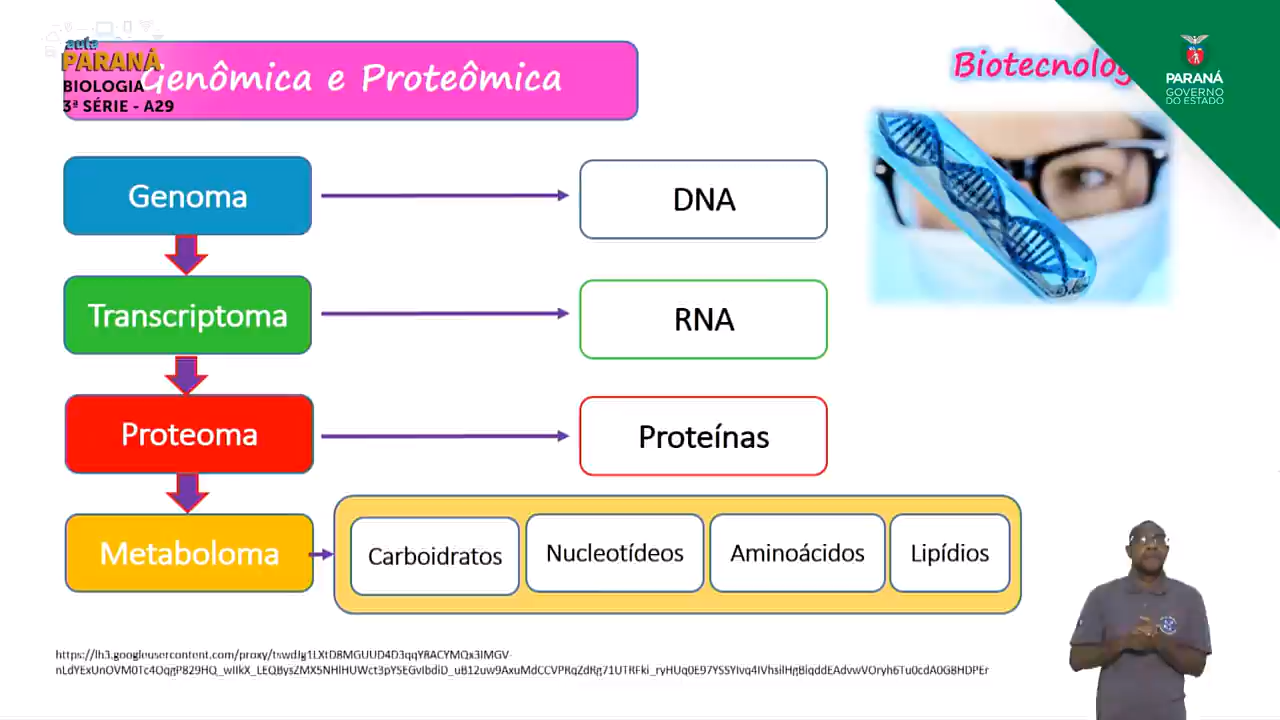 aula
PARANÁ
BIOLOGIA
3ª SÉRIE - A29
Genômica e Proteômica
Biotecnolog
PARANÁ
GOVERNO
DO ESTADO
Genoma
DNA
Transcriptoma
RNA
Proteoma
Proteínas
Metaboloma
Carboidratos
Nucleotídeos
Aminoácidos
Lipídios